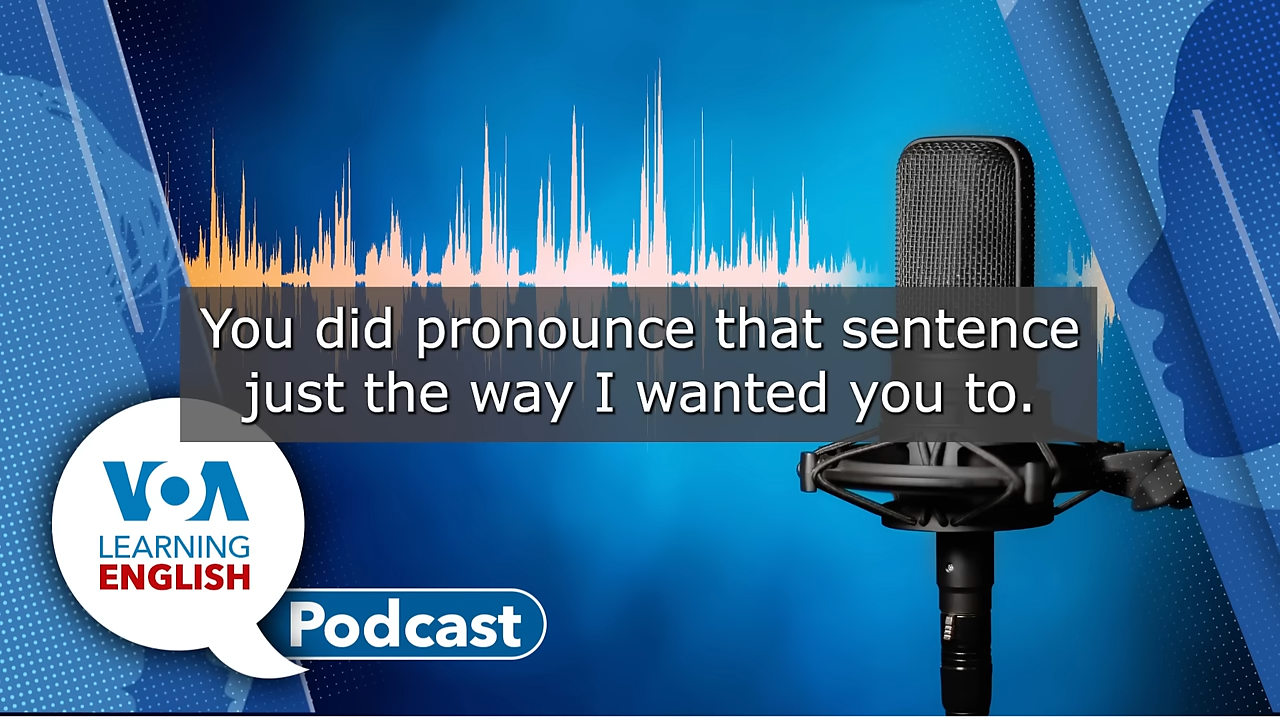 You did pronounce that sentence
just the way I wanted you to.
VOA
LEARNING
ENGLISH
Podcast